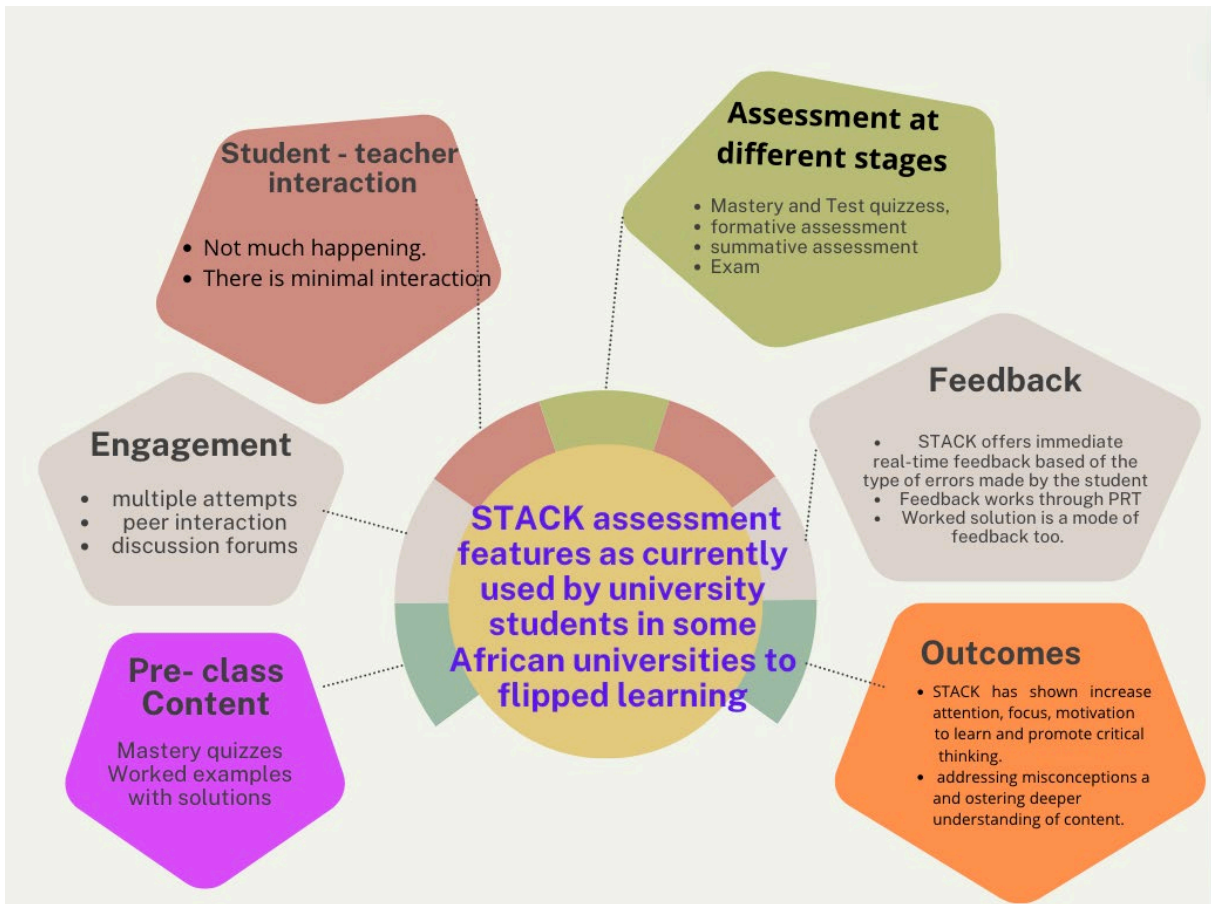 Student - teacher
interaction
• Not much happening.
• There is minimal interaction
Assessment at
different stages
• Mastery and Test quizzess,
• formative assessment
• summative assessment
• Exam
Engagement
• multiple attempts
• peer interaction
• discussion forums
Feedback
• STACK offers immediate
real-time feedback based of the
type of errors made by the student
• Feedback works through PRT
• Worked solution is a mode of
feedback too.
STACK assessment
features as currently
used by university
students in some
African universities to
flipped learning
Pre- class
Content
Mastery quizzes
Worked examples
with solutions
Outcomes
• STACK has shown increase
attention, focus, motivation
to learn and promote critical
thinking.
• addressing misconceptions a
and ostering deeper
understanding of content.